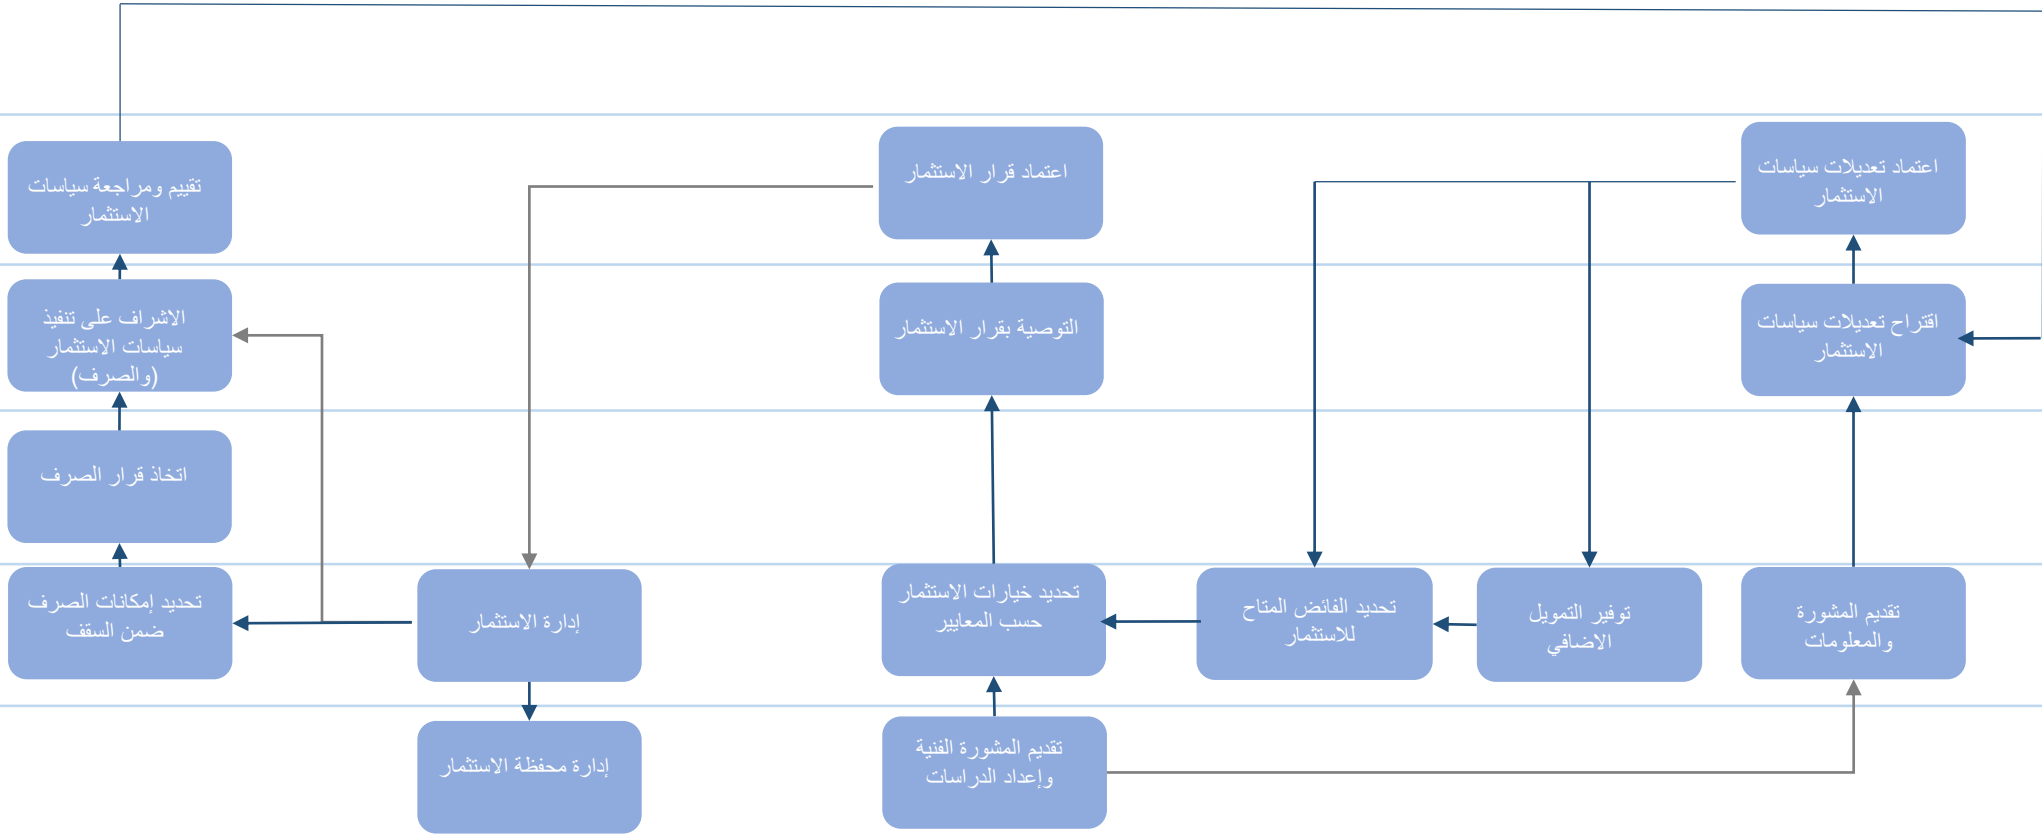 اعتماد تعديلات سياسات
الاستثمار
اعتماد قرار الاستثمار
تقييم ومراجعة سياسات
الاستثمار
اقتراح تعديلات سياسات
الاستثمار
التوصية بقرار الاستثمار
الاشراف على تنفيذ
سياسات الاستثمار
(والصرف)
اتخاذ قرار الصرف
تقديم المشورة
والمعلومات
توفير التمويل
الاضافي
تحديد الفائض المتاح
للاستثمار
تحديد خيارات الاستثمار
حسب المعايير
إدارة الاستثمار
تحديد إمكانات الصرف
ضمن السقف
تقديم المشورة الفنية
وإعداد الدراسات
إدارة محفظة الاستثمار